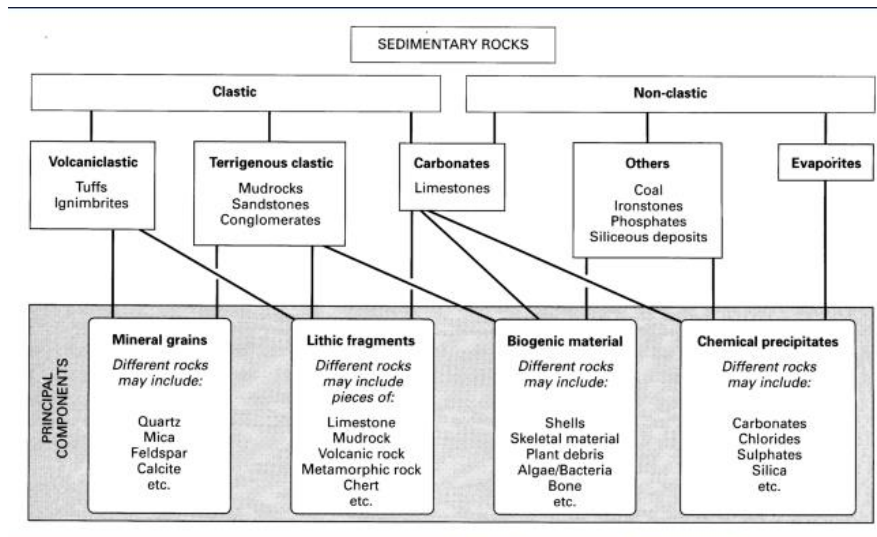 SEDIMENTARY ROCKS
Clastic
Non-clastic
Volcaniclastic
Tuffs
Ignimbrites
Terrigenous clastic
Mudrocks
Sandstones
Conglomerates
Carbonates
Limestones
Others
Coal
Ironstones
Phosphates
Siliceous deposits
Evaporites
PRINCIPAL
COMPONENTS
Mineral grains
Different rocks
may include:
Quartz
Mica
Feldspar
Calcite
etc.
Lithic fragments
Different rocks
may include
pieces of:
Limestone
Mudrock
Volcanic rock
Metamorphic rock
Chert
etc.
Biogenic material
Different rocks
may include:
Shells
Skeletal material
Plant debris
Algae/Bacteria
Bone
etc.
Chemical precipitates
Different rocks
may include:
Carbonates
Chlorides
Sulphates
Silica
etc.